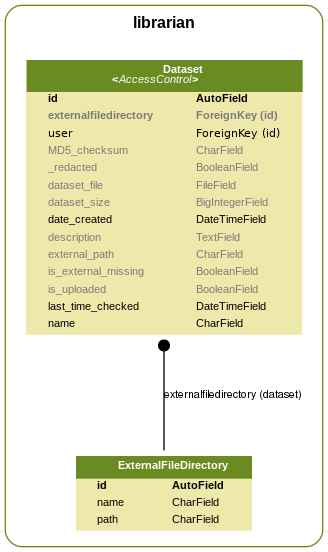 librarian
Dataset
<AccessControl>
id AutoField
externalfiledirectory ForeignKey (id)
user ForeignKey (id)
MD5_checksum CharField
_redacted BooleanField
dataset_file FileField
dataset_size BigIntegerField
date_created DateTimeField
description TextField
external_path CharField
is_external_missing BooleanField
is_uploaded BooleanField
last_time_checked DateTimeField
name CharField
externalfiledirectory (dataset)
ExternalFileDirectory
id AutoField
name CharField
path CharField